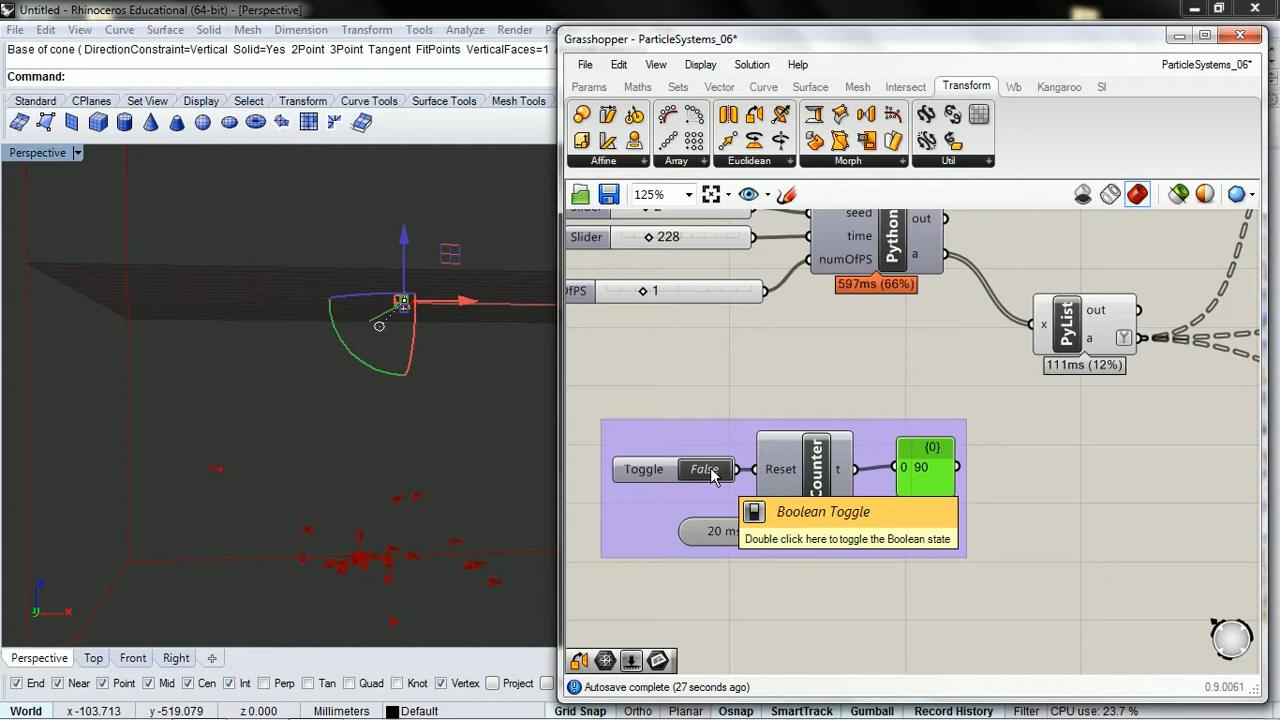 Untitled - Rhinoceros Educational (64-bit) - [Perspective]
File Edit View Curve Surface Solid Mesh Dimension Transform Tools Analyze Render
Base of cone ( DirectionConstraint=Vertical Solid=Yes 2Point 3Point Tangent FitPoints VerticalFaces=1
Command:
Standard CPlanes Set View Display Select Transform Curve Tools Surface Tools Mesh Tools
Perspective
z
y
x
Perspective Top Front Right
End Near Point Mid Cen Int Perp Tan Quad Knot Vertex Project
World x -103.713 y -519.079 z 0.000 Millimeters Default Grid Snap Ortho Planar Osnap SmartTrack Gumball Record History Filter CPU use: 23.7 %
Grasshopper - ParticleSystems_06*
File Edit View Display Solution Help ParticleSystems_06*
Params Maths Sets Vector Curve Surface Mesh Intersect Transform Wb Kangaroo SI
Affine Array Euclidean Morph Util
125%
Slider
seed
out
Slider 228
time
Python
numOfPS
a
OfPS 1
597ms (66%)
out
x
PyList
a
111ms (12%)
Toggle False
Reset
Counter
t
{0}
0 90
20 ms
Boolean Toggle
Double click here to toggle the Boolean state
Autosave complete (27 seconds ago)
0.9.0061